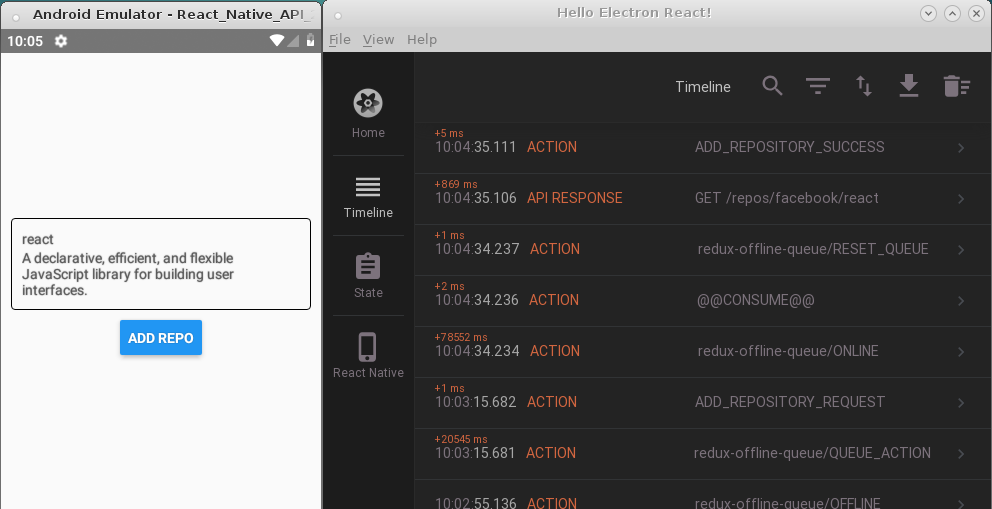 Android Emulator - React_Native_API_
10:05
react
A declarative, efficient, and flexible
JavaScript library for building user
interfaces.
ADD REPO
Hello Electron React!
File View Help
Home
Timeline
State
React Native
Timeline
+5 ms
10:04:35.111 ACTION ADD_REPOSITORY_SUCCESS
+869 ms
10:04:35.106 API RESPONSE GET /repos/facebook/react
+1 ms
10:04:34.237 ACTION redux-offline-queue/RESET_QUEUE
+2 ms
10:04:34.236 ACTION @@CONSUME@@
+78552 ms
10:04:34.234 ACTION redux-offline-queue/ONLINE
+1 ms
10:03:15.682 ACTION ADD_REPOSITORY_REQUEST
+20545 ms
10:03:15.681 ACTION redux-offline-queue/QUEUE_ACTION
10:02:55.136 ACTION redux-offline-queue/OFFLINE